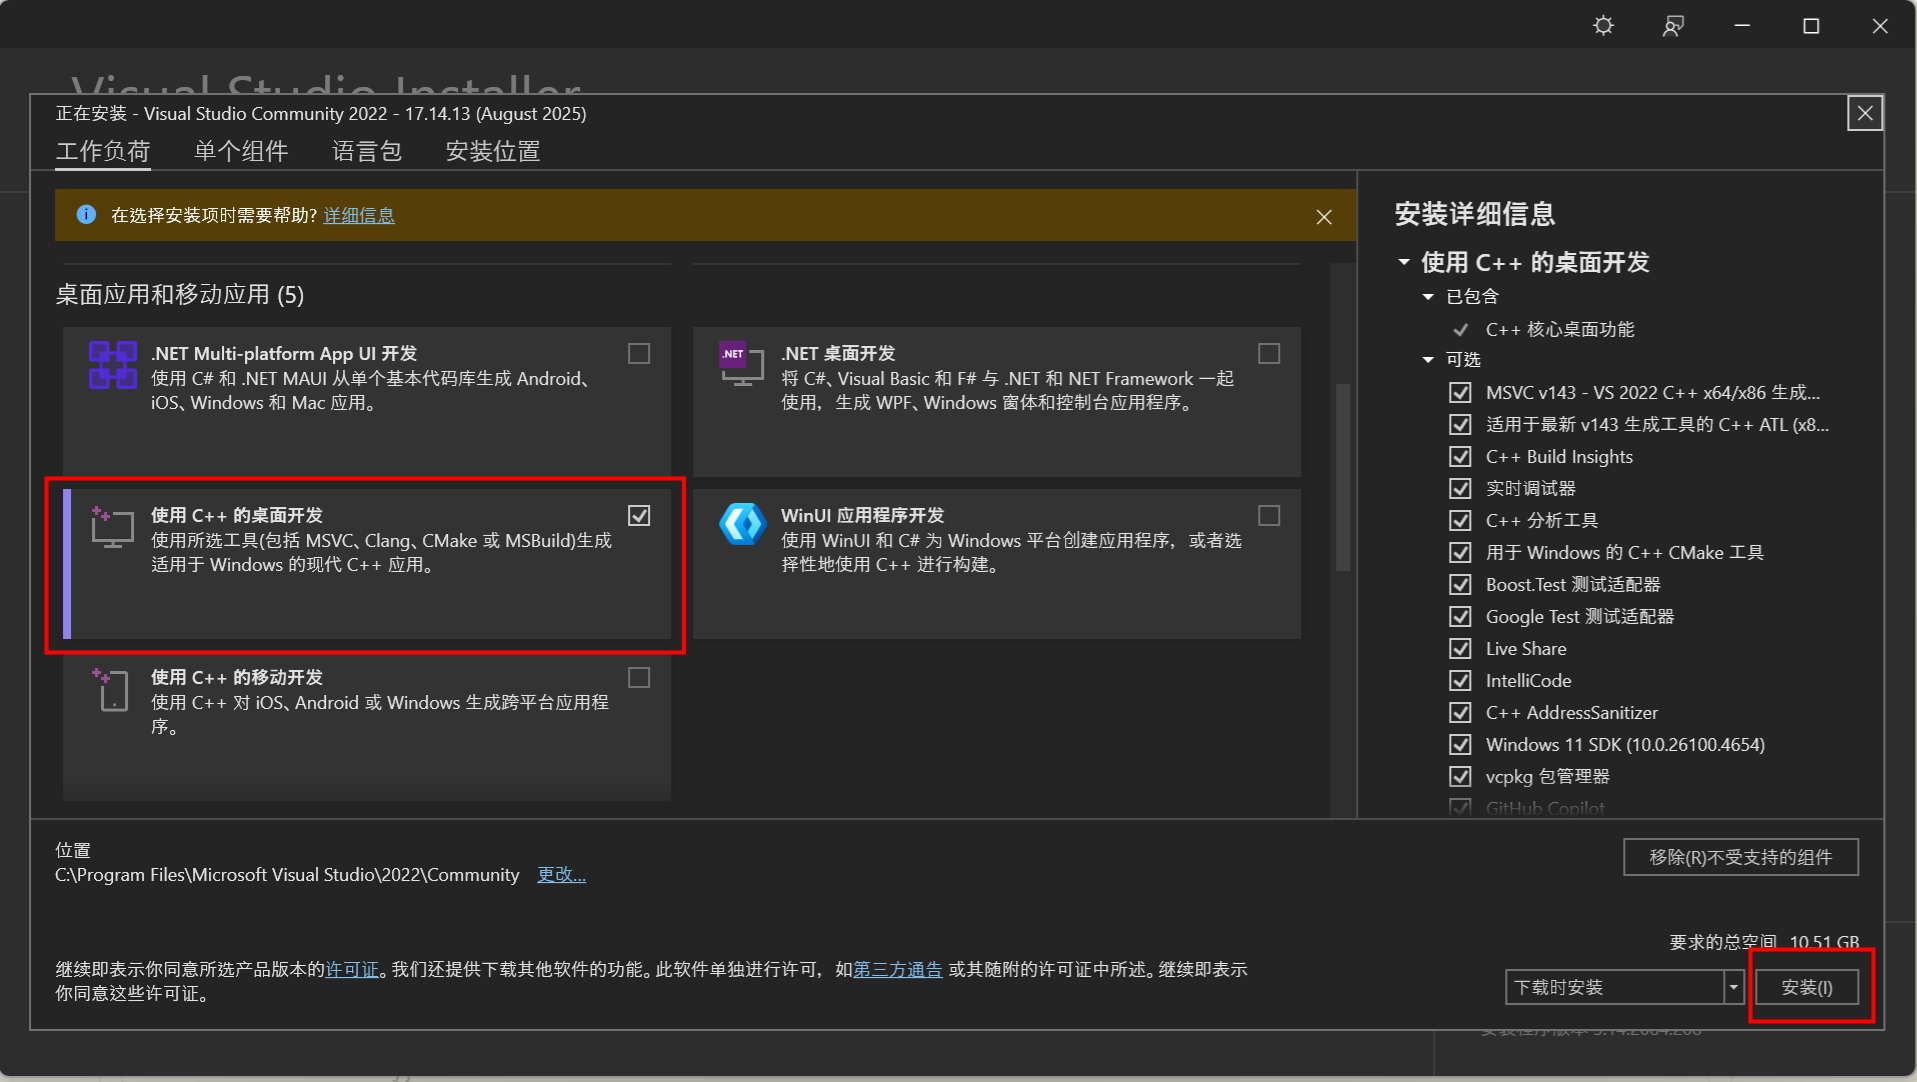 Visual Studio Installer
正在安装 - Visual Studio Community 2022 - 17.14.13 (August 2025)
工作负荷 单个组件 语言包 安装位置
在选择安装项时需要帮助? 详细信息
桌面应用和移动应用 (5)
.NET Multi-platform App UI 开发
使用 C# 和 .NET MAUI 从单个基本代码库生成 Android、
iOS、Windows 和 Mac 应用。
.NET
.NET 桌面开发
将 C#、Visual Basic 和 F# 与 .NET 和 NET Framework 一起
使用，生成 WPF、Windows 窗体和控制台应用程序。
使用 C++ 的桌面开发
使用所选工具(包括 MSVC、Clang、CMake 或 MSBuild)生成
适用于 Windows 的现代 C++ 应用。
WinUI 应用程序开发
使用 WinUI 和 C# 为 Windows 平台创建应用程序，或者选
择性地使用 C++ 进行构建。
使用 C++ 的移动开发
使用 C++ 对 iOS、Android 或 Windows 生成跨平台应用程
序。
安装详细信息
使用 C++ 的桌面开发
已包含
C++ 核心桌面功能
可选
MSVC v143 - VS 2022 C++ x64/x86 生成...
适用于最新 v143 生成工具的 C++ ATL (x8...
C++ Build Insights
实时调试器
C++ 分析工具
用于 Windows 的 C++ CMake 工具
Boost.Test 测试适配器
Google Test 测试适配器
Live Share
IntelliCode
C++ AddressSanitizer
Windows 11 SDK (10.0.26100.4654)
vcpkg 包管理器
GitHub Copilot
位置
C:\Program Files\Microsoft Visual Studio\2022\Community 更改...
移除(R)不受支持的组件
要求的总空间 10.51 GB
继续即表示你同意所选产品版本的许可证。我们还提供下载其他软件的功能。此软件单独进行许可，如第三方通告 或其随附的许可证中所述。继续即表示
你同意这些许可证。
下载时安装
安装(I)